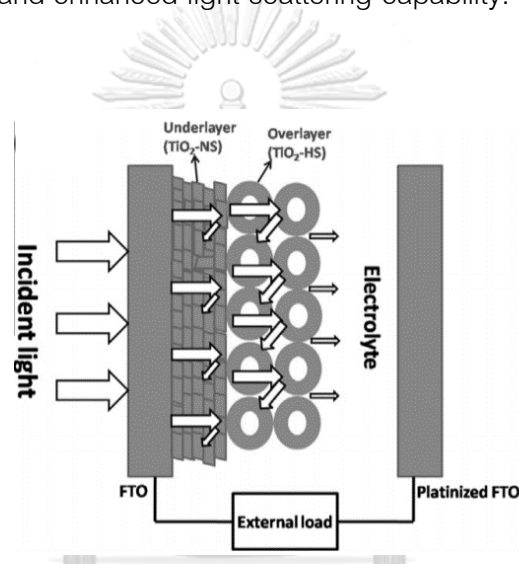 and enhanced light scattering capability.
Underlayer
(TiO₂-NS)
Overlayer
(TiO₂-HS)
Incident light
Electrolyte
FTO
Platinized FTO
External load